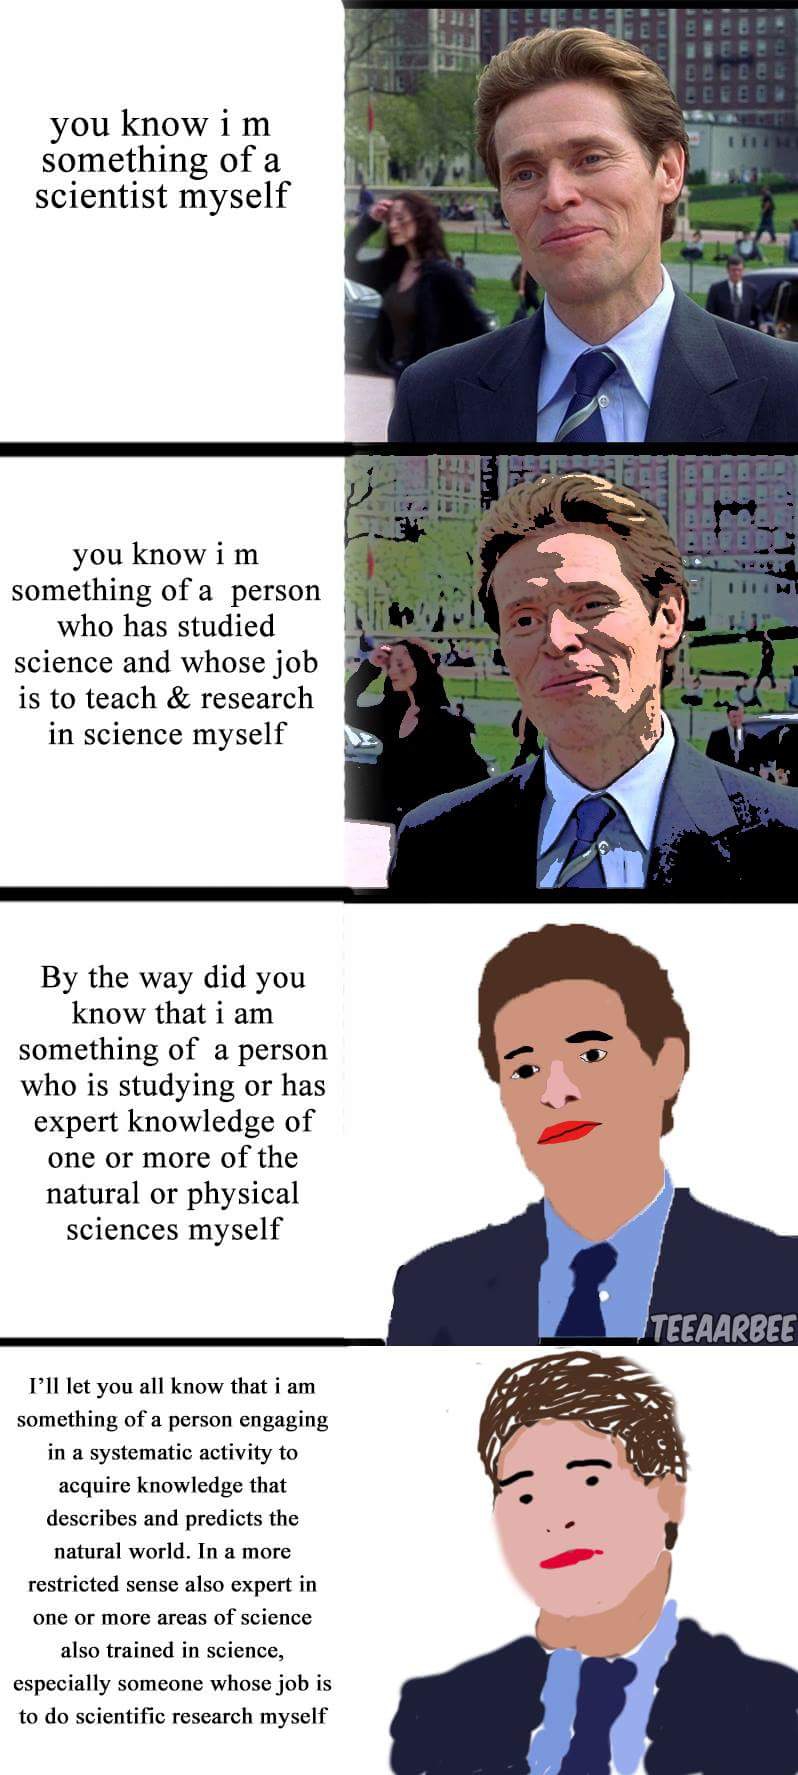 you know i m
something of a
scientist myself
you know i m
something of a  person
who has studied
science and whose job
is to teach & research
in science myself
By the way did you
know that i am
something of  a person
who is studying or has
expert knowledge of
one or more of the
natural or physical
sciences myself
TEEAARBEE
I'll let you all know that i am
something of a person engaging
in a systematic activity to
acquire knowledge that
describes and predicts the
natural world. In a more
restricted sense also expert in
one or more areas of science
also trained in science,
especially someone whose job is
to do scientific research myself